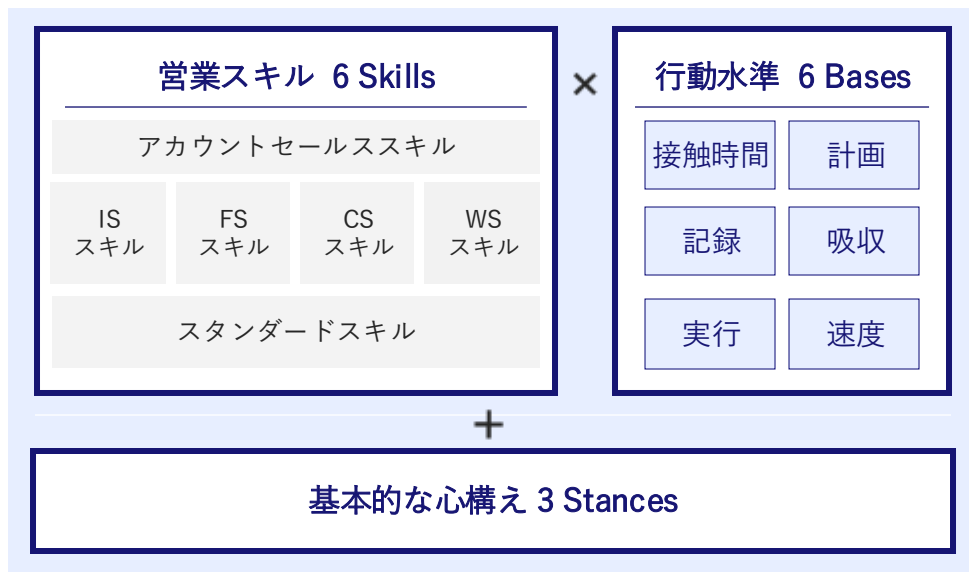 営業スキル 6 Skills
×
行動水準 6 Bases
アカウントセールススキル
IS
スキル
FS
スキル
CS
スキル
WS
スキル
スタンダードスキル
接触時間
計画
記録
吸収
実行
速度
+
基本的な心構え 3 Stances